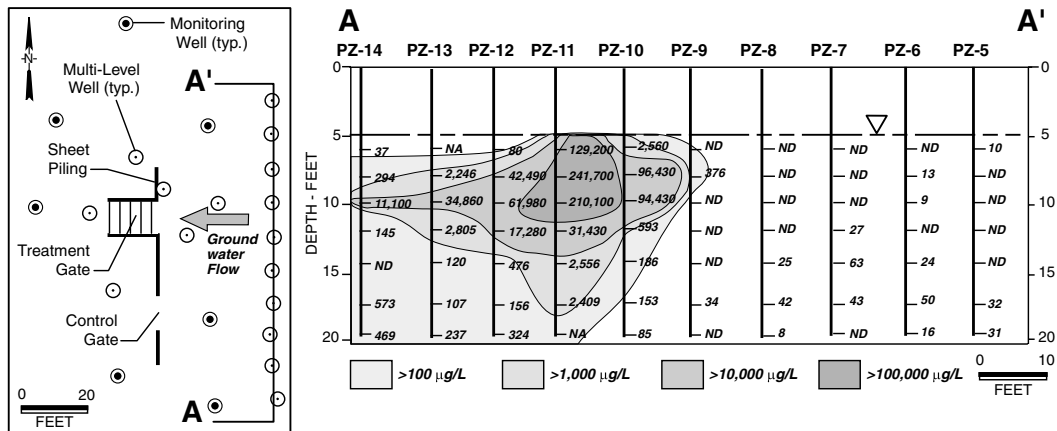 Monitoring
Well (typ.)
-N-
Multi-Level
Well (typ.)
A'
Sheet
Piling
Ground
water
Flow
Treatment
Gate
Control
Gate
0 20
FEET
A
A A'
PZ-14 PZ-13 PZ-12 PZ-11 PZ-10 PZ-9 PZ-8 PZ-7 PZ-6 PZ-5
0 0
5 5
37 NA 80 129,200 2,560 ND ND ND ND 10
294 2,246 42,490 241,700 96,430 376 ND ND 13 ND
DEPTH - FEET
10 11,100 34,860 61,980 210,100 94,430 ND ND ND 9 ND 10
145 2,805 17,280 31,430 593 ND ND 27 ND ND
ND 120 476 2,556 186 ND 25 63 24 ND
15 15
573 107 156 2,409 153 34 42 43 50 32
20 469 237 324 NA 85 ND 8 ND 16 31 20
>100 µg/L >1,000 µg/L >10,000 µg/L >100,000 µg/L
0 10
FEET